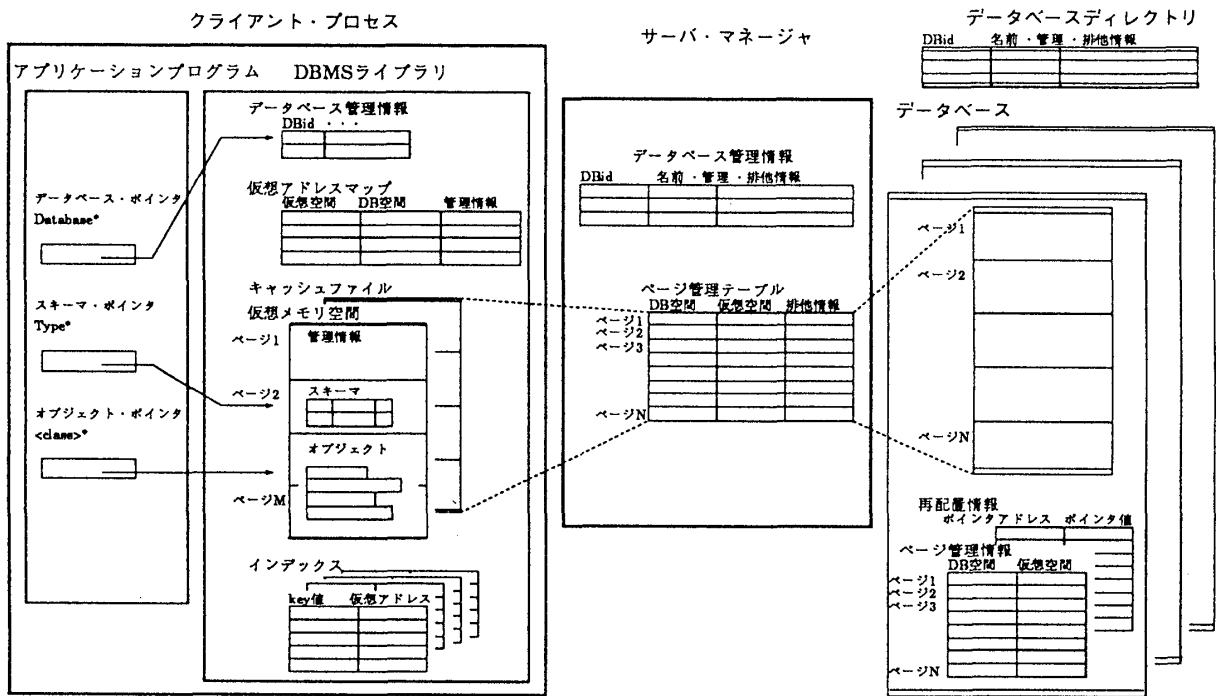 クライアント・プロセス
アプリケーションプログラム
データベース・ポインタ
Database*
スキーマ・ポインタ
Type*
オブジェクト・ポインタ
<class>*
DBMSライブラリ
データベース管理情報
DBid ・・・
仮想アドレスマップ
仮想空間 DB空間 管理情報
キャッシュファイル
仮想メモリ空間
ページ1
管理情報
ページ2
スキーマ
オブジェクト
ページM
インデックス
key値 仮想アドレス
サーバ・マネージャ
データベース管理情報
DBid 名前・管理・排他情報
ページ管理テーブル
DB空間 仮想空間 排他情報
ページ1
ページ2
ページ3
ページN
データベースディレクトリ
DBid 名前・管理・排他情報
データベース
ページ1
ページ2
ページN
再配置情報
ポインタアドレス ポインタ値
ページ管理情報
DB空間 仮想空間
ページ1
ページ2
ページ3
ページN